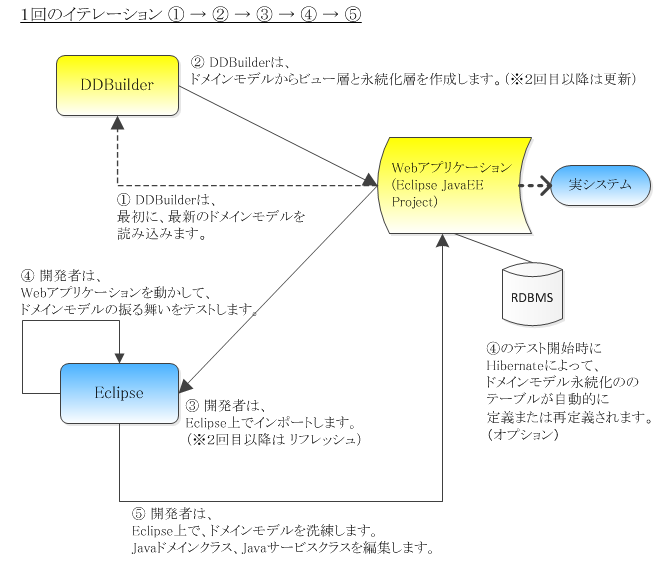 1回のイテレーション ① → ② → ③ → ④ → ⑤
② DDBuilderは、
ドメインモデルからビュー層と永続化層を作成します。（※2回目以降は更新）
DDBuilder
Webアプリケーション
(Eclipse JavaEE
Project)
実システム
① DDBuilderは、
最初に、最新のドメインモデルを
読み込みます。
④ 開発者は、
Webアプリケーションを動かして、
ドメインモデルの振る舞いをテストします。
RDBMS
④のテスト開始時に
Hibernateによって、
ドメインモデル永続化のの
テーブルが自動的に
定義または再定義されます。
（オプション）
Eclipse
③ 開発者は、
Eclipse上でインポートします。
（※2回目以降は リフレッシュ）
⑤ 開発者は、
Eclipse上で、ドメインモデルを洗練します。
Javaドメインクラス、Javaサービスクラスを編集します。